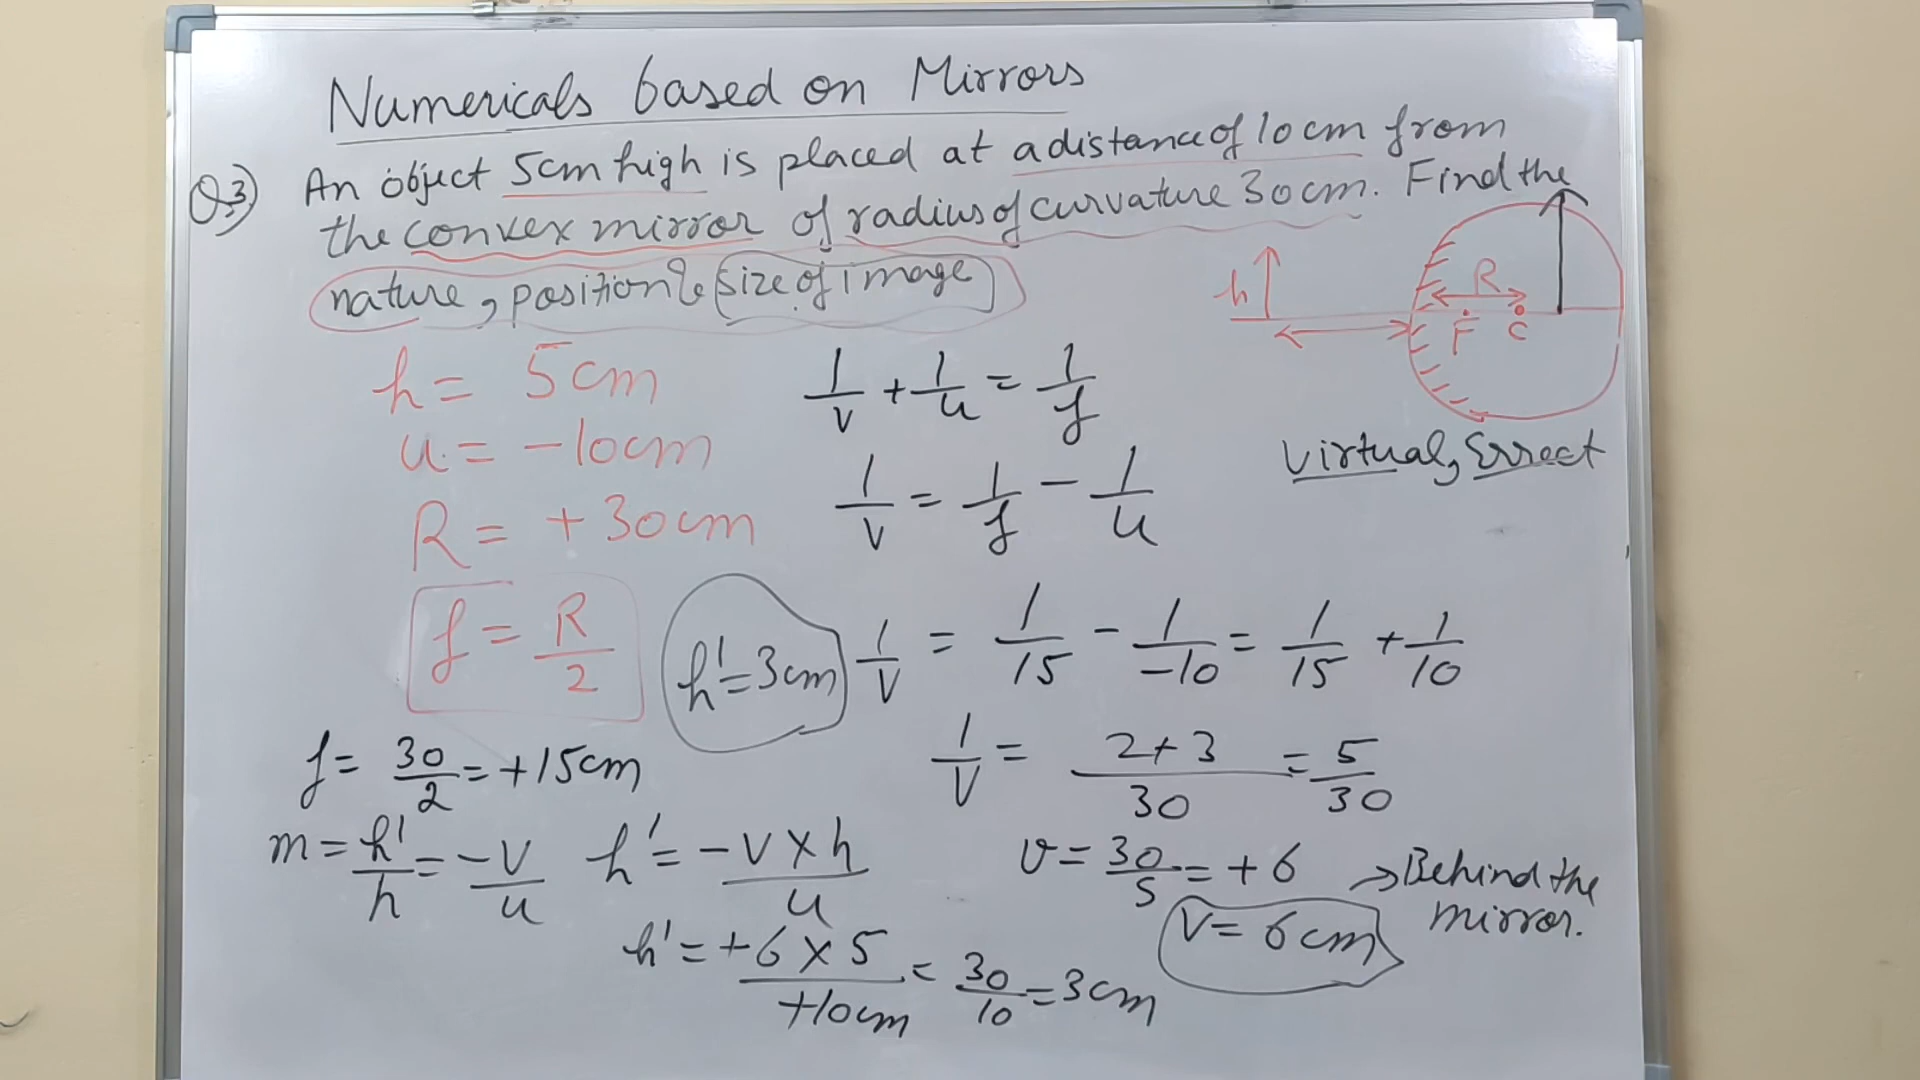 Numericals based on Mirrors
Q.3) An object 5cm high is placed at a distance of 10cm from
the convex mirror of radius of curvature 30cm. Find the
nature, position & size of image
h R F C
h = 5cm
u = -10cm
R = +30cm
f = R/2
f = 30/2 = +15cm
m = h'/h = -v/u
h' = -v×h/u
h' = +6×5/+10cm = 30/10 = 3cm
h' = 3cm
1/v + 1/u = 1/f
1/v = 1/f - 1/u
1/v = 1/15 - 1/-10 = 1/15 + 1/10
1/v = 2+3/30 = 5/30
v = 30/5 = +6 → Behind the
mirror.
v = 6cm
Virtual, Errect